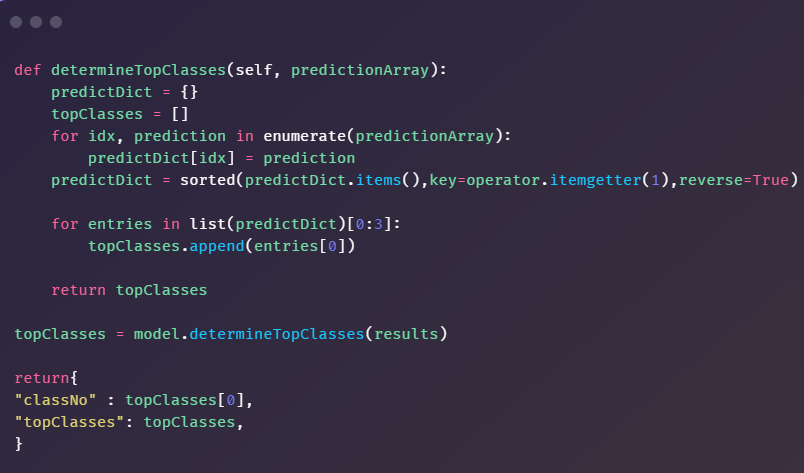 def determineTopClasses(self, predictionArray):
    predictDict = {}
    topClasses = []
    for idx, prediction in enumerate(predictionArray):
        predictDict[idx] = prediction
    predictDict = sorted(predictDict.items(),key=operator.itemgetter(1),reverse=True)

    for entries in list(predictDict)[0:3]:
        topClasses.append(entries[0])

    return topClasses

topClasses = model.determineTopClasses(results)

return{
"classNo" : topClasses[0],
"topClasses": topClasses,
}